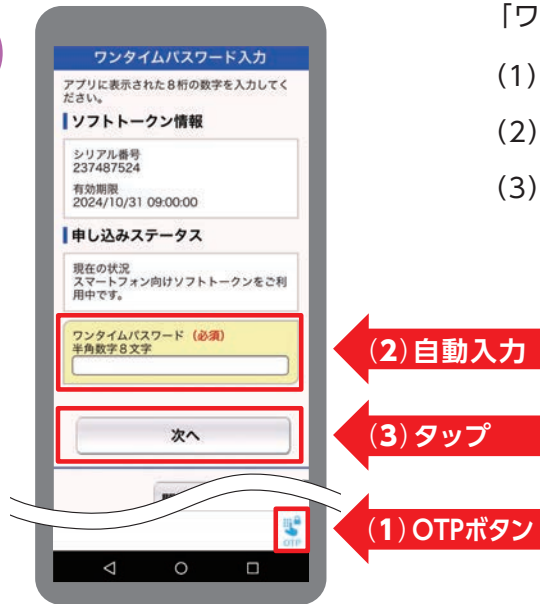 ワンタイムパスワード入力
アプリに表示された8桁の数字を入力してく
ださい。
ソフトトークン情報
シリアル番号
237487524
有効期限
2024/10/31 09:00:00
申し込みステータス
現在の状況
スマートフォン向けソフトトークンをご利
用中です。
ワンタイムパスワード（必須）
半角数字8文字
次へ
OTP
「ワ
(1)
(2)
(3)
(2)自動入力
(3)タップ
(1)OTPボタン